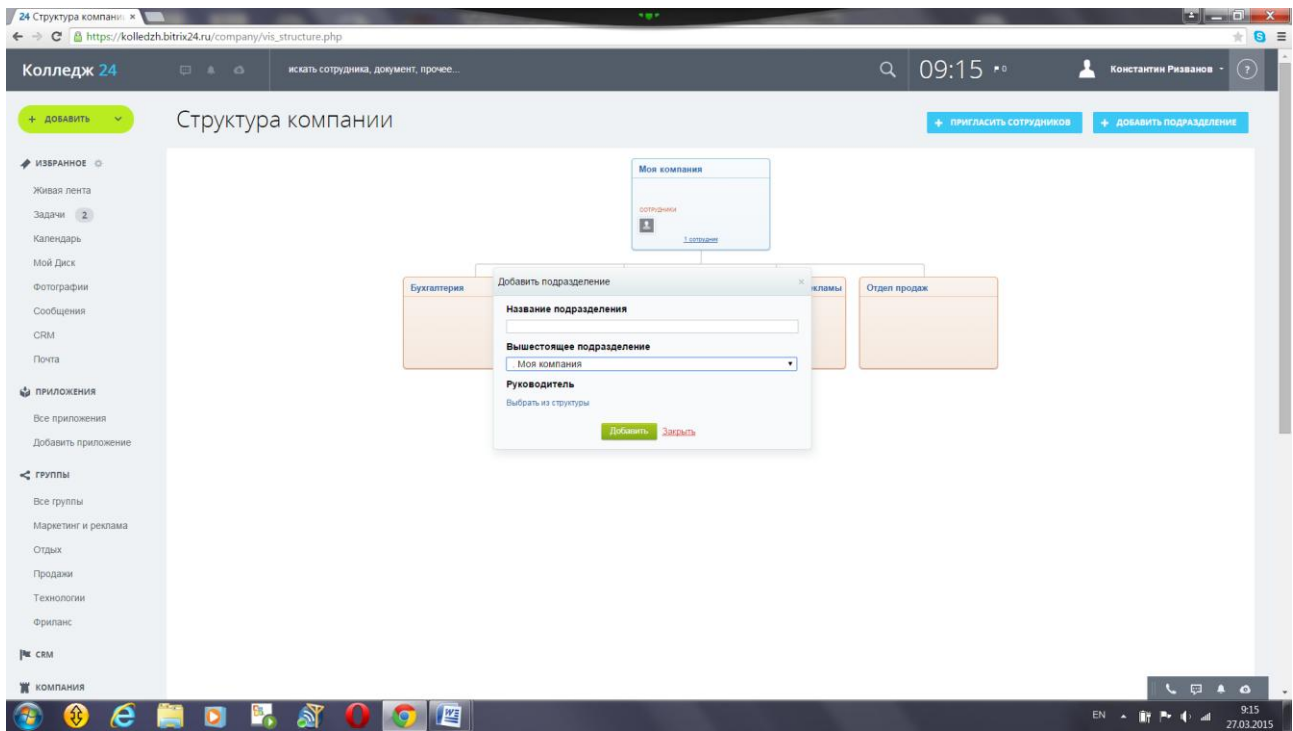 24 Структура компани
https://kolledzh.bitrix24.ru/company/vis_structure.php
Колледж 24
искать сотрудника, документ, прочее...
09:15
0
Константин Ризванов
?
+ ДОБАВИТЬ
Структура компании
+ ПРИГЛАСИТЬ СОТРУДНИКОВ
+ ДОБАВИТЬ ПОДРАЗДЕЛЕНИЕ
ИЗБРАННОЕ
Живая лента
Задачи 2
Календарь
Мой Диск
Фотографии
Сообщения
CRM
Почта
ПРИЛОЖЕНИЯ
Все приложения
Добавить приложение
ГРУППЫ
Все группы
Маркетинг и реклама
Отдых
Продажи
Технологии
Фриланс
CRM
КОМПАНИЯ
Моя компания
СОТРУДНИКИ
1 сотрудник
Бухгалтерия
кламы
Отдел продаж
Добавить подразделение
Название подразделения
Вышестоящее подразделение
. Моя компания
Руководитель
Выбрать из структуры
Добавить Закрыть
EN
9:15
27.03.2015